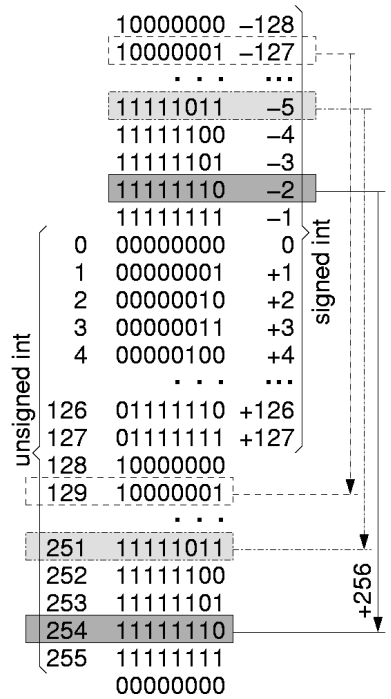 10000000 −128
10000001 −127
. . . ...
11111011 −5
11111100 −4
11111101 −3
11111110 −2
11111111 −1
0 00000000 0
1 00000001 +1
2 00000010 +2
3 00000011 +3
4 00000100 +4
. . . ...
126 01111110 +126
127 01111111 +127
128 10000000
129 10000001
. . .
251 11111011
252 11111100
253 11111101
254 11111110
255 11111111
00000000
unsigned int
signed int
+256